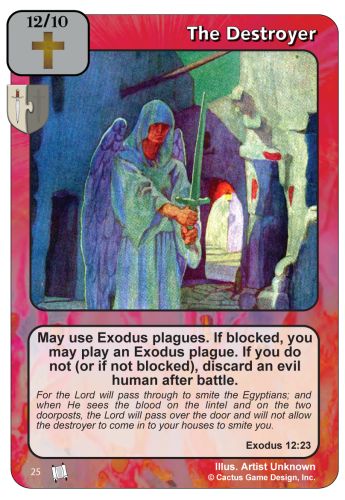 12/10
The Destroyer
May use Exodus plagues. If blocked, you
may play an Exodus plague. If you do
not (or if not blocked), discard an evil
human after battle.
For the Lord will pass through to smite the Egyptians; and
when He sees the blood on the lintel and on the two
doorposts, the Lord will pass over the door and will not allow
the destroyer to come in to your houses to smite you.
Exodus 12:23
25
Illus. Artist Unknown
© Cactus Game Design, Inc.